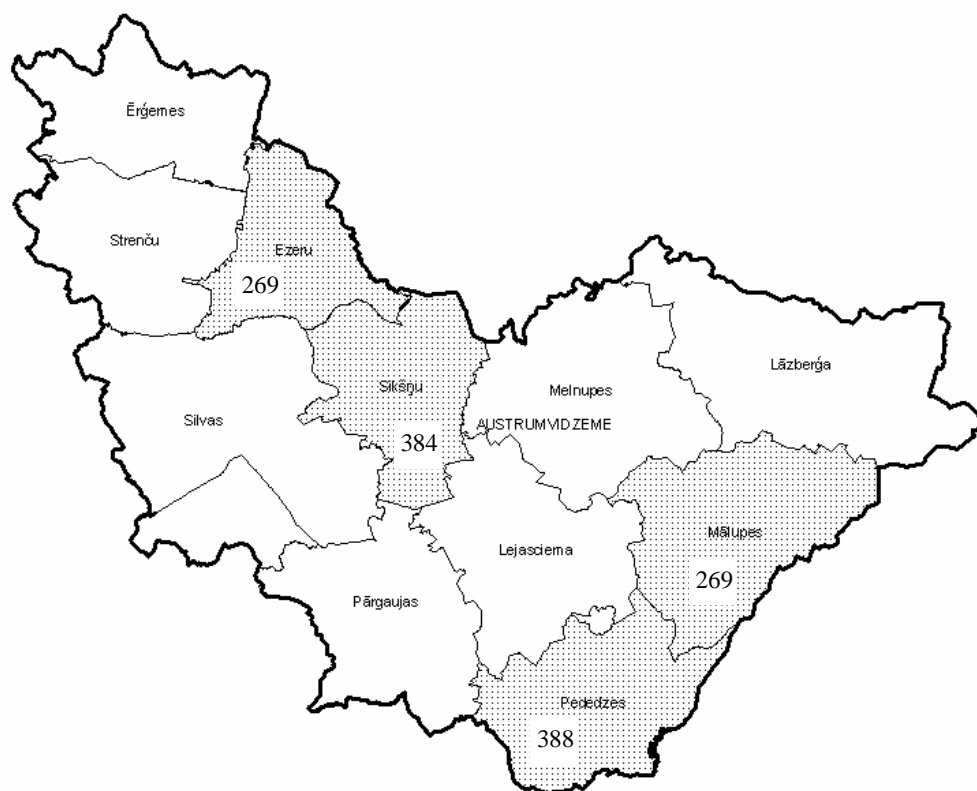 Ērģemes
Strenču
Ezeru
269
Sikšņu
384
Melnupes
Lāzberģa
AUSTRUMVIDZEME
Silvas
Mālupes
269
Lejasciema
Pārgaujas
Pededzes
388